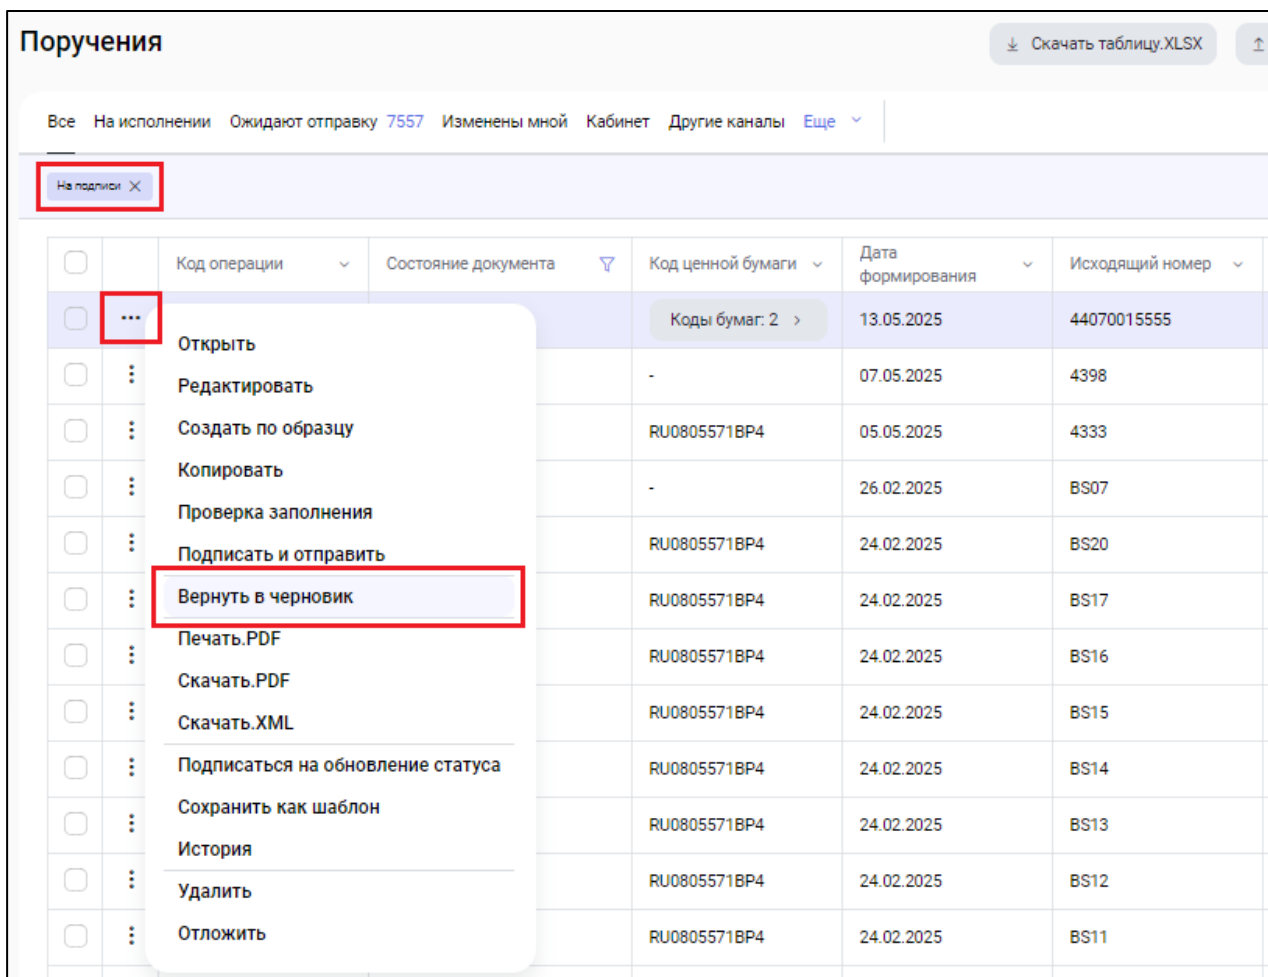 Поручения
Скачать таблицу.XLSX
Все На исполнении Ожидают отправку 7557 Изменены мной Кабинет Другие каналы Еще
На подписи
Код операции Состояние документа Код ценной бумаги Дата формирования Исходящий номер
Коды бумаг: 2 13.05.2025 44070015555
- 07.05.2025 4398
RU0805571BP4 05.05.2025 4333
- 26.02.2025 BS07
RU0805571BP4 24.02.2025 BS20
RU0805571BP4 24.02.2025 BS17
RU0805571BP4 24.02.2025 BS16
RU0805571BP4 24.02.2025 BS15
RU0805571BP4 24.02.2025 BS14
RU0805571BP4 24.02.2025 BS13
RU0805571BP4 24.02.2025 BS12
RU0805571BP4 24.02.2025 BS11
Открыть
Редактировать
Создать по образцу
Копировать
Проверка заполнения
Подписать и отправить
Вернуть в черновик
Печать.PDF
Скачать.PDF
Скачать.XML
Подписаться на обновление статуса
Сохранить как шаблон
История
Удалить
Отложить